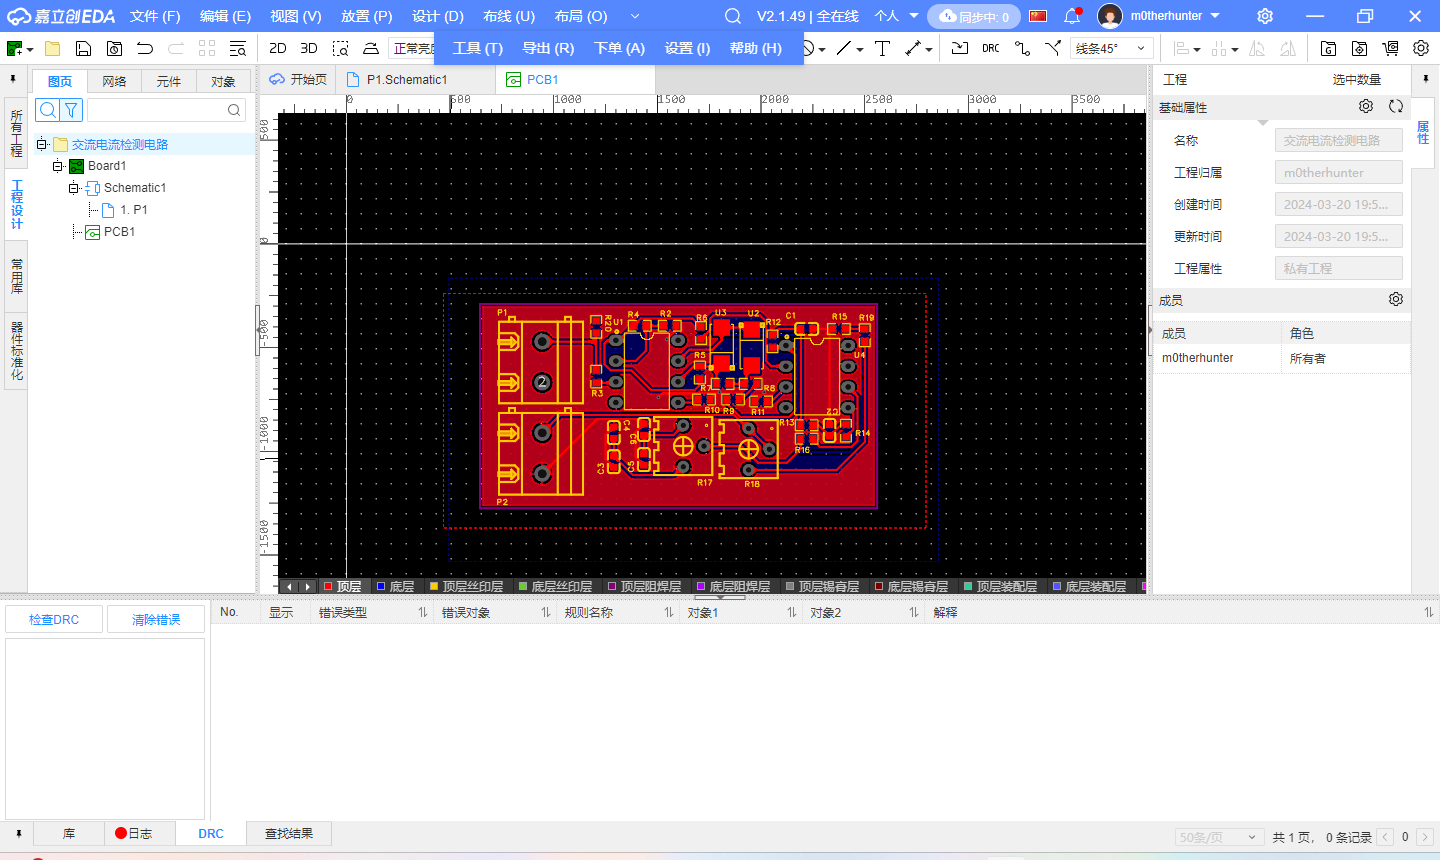 嘉立创EDA 文件 (F) 编辑 (E) 视图 (V) 放置 (P) 设计 (D) 布线 (U) 布局 (O) V2.1.49 | 全在线 个人 同步中: 0 m0therhunter
2D 3D 正常亮度 工具 (T) 导出 (R) 下单 (A) 设置 (I) 帮助 (H) DRC 线条45°
图页 网络 元件 对象
开始页 P1.Schematic1 PCB1
所有工程
工程设计
常用库
器件标准化
交流电流检测电路
Board1
Schematic1
1. P1
PCB1
0 500 1000 1500 2000 2500 3000 3500
500
0
-500
-1000
-1500
P1 R20 U1 R4 R2 R6 U3 U2 R12 C1 R15 R19
2 R3 R5 R7 R8 U4
R10 R9 R11 C2
P2 C4 C6 C3 C5 R17 R18 R13 R16 R14
顶层 底层 顶层丝印层 底层丝印层 顶层阻焊层 底层阻焊层 顶层锡膏层 底层锡膏层 顶层装配层 底层装配层
工程 选中数量
基础属性
名称 交流电流检测电路
工程归属 m0therhunter
创建时间 2024-03-20 19:5...
更新时间 2024-03-20 19:5...
工程属性 私有工程
成员
成员 角色
m0therhunter 所有者
属性
检查DRC 清除错误
No. 显示 错误类型 错误对象 规则名称 对象1 对象2 解释
库 日志 DRC 查找结果
50条/页 共 1 页， 0 条记录 0